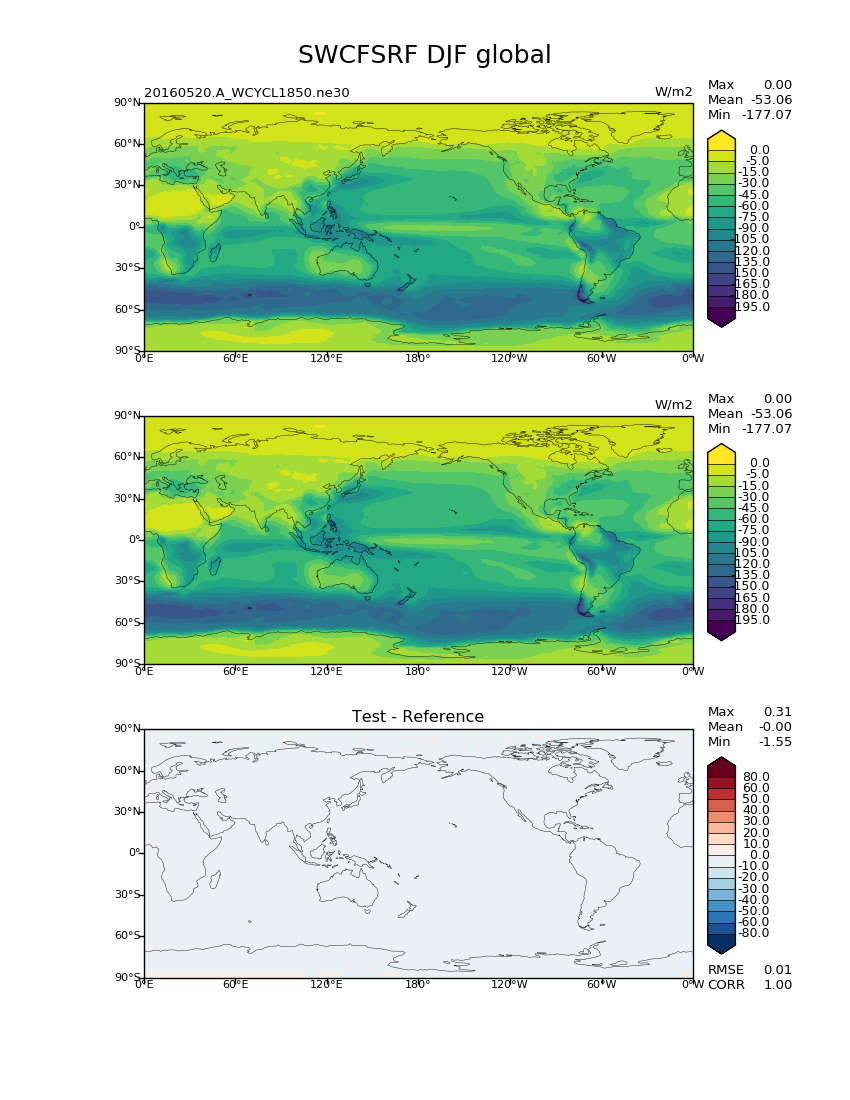 SWCFSRF DJF global
20160520.A_WCYCL1850.ne30 W/m2
Max 0.00
Mean -53.06
Min -177.07
90°N
60°N
30°N
0°
30°S
60°S
90°S
0°E 60°E 120°E 180° 120°W 60°W 0°W
0.0
-5.0
-15.0
-30.0
-45.0
-60.0
-75.0
-90.0
-105.0
-120.0
-135.0
-150.0
-165.0
-180.0
-195.0
W/m2
Max 0.00
Mean -53.06
Min -177.07
90°N
60°N
30°N
0°
30°S
60°S
90°S
0°E 60°E 120°E 180° 120°W 60°W 0°W
0.0
-5.0
-15.0
-30.0
-45.0
-60.0
-75.0
-90.0
-105.0
-120.0
-135.0
-150.0
-165.0
-180.0
-195.0
Test - Reference
Max 0.31
Mean -0.00
Min -1.55
90°N
60°N
30°N
0°
30°S
60°S
90°S
0°E 60°E 120°E 180° 120°W 60°W 0°W
80.0
60.0
50.0
40.0
30.0
20.0
10.0
0.0
-10.0
-20.0
-30.0
-40.0
-50.0
-60.0
-80.0
RMSE 0.01
CORR 1.00